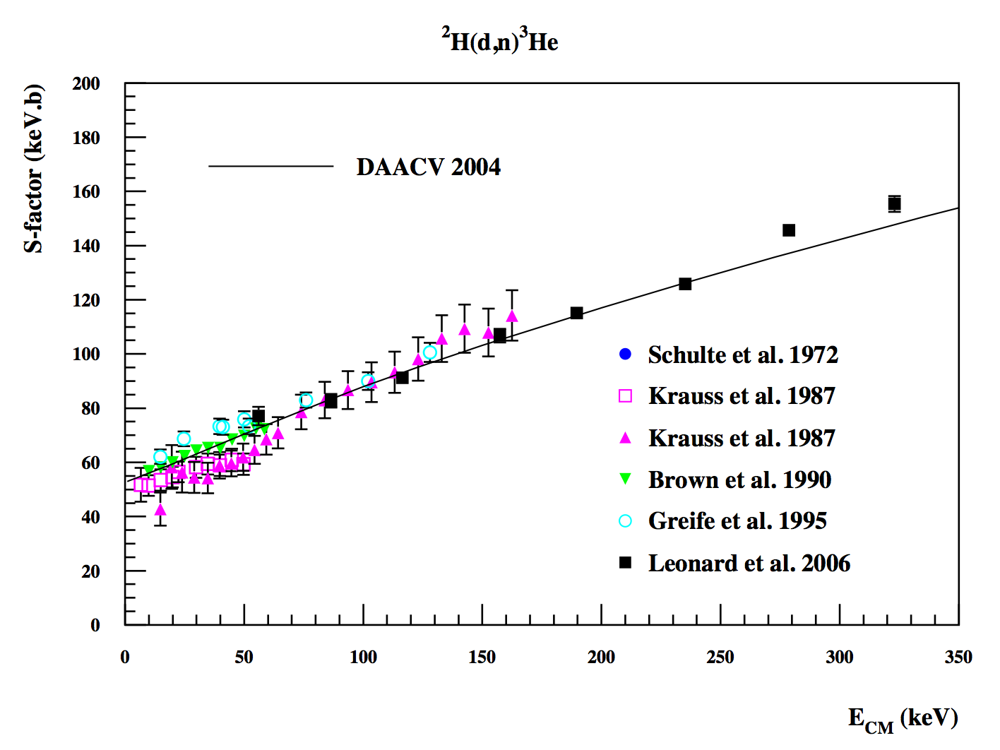 ²H(d,n)³He
S-factor (keV.b)
200
180
160
140
120
100
80
60
40
20
0
DAACV 2004
Schulte et al. 1972
Krauss et al. 1987
Krauss et al. 1987
Brown et al. 1990
Greife et al. 1995
Leonard et al. 2006
0 50 100 150 200 250 300 350
E_CM (keV)